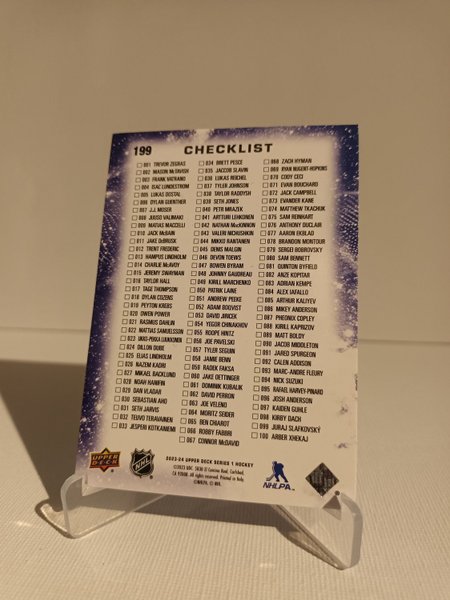 199 CHECKLIST
001 TREVOR ZEGRAS
002 MASON McTAVISH
003 FRANK VATRANO
004 ISAC LUNDESTROM
005 LUKAS DOSTAL
006 DYLAN GUENTHER
007 J.J. MOSER
008 JUUSO VALIMAKI
009 MATIAS MACCELLI
010 JACK McBAIN
011 JAKE DeBRUSK
012 TRENT FREDERIC
013 HAMPUS LINDHOLM
014 CHARLIE McAVOY
015 JEREMY SWAYMAN
016 TAYLOR HALL
017 TAGE THOMPSON
018 DYLAN COZENS
019 PEYTON KREBS
020 OWEN POWER
021 RASMUS DAHLIN
022 MATTIAS SAMUELSSON
023 UKKO-PEKKA LUUKKONEN
024 DILLON DUBE
025 ELIAS LINDHOLM
026 NAZEM KADRI
027 MIKAEL BACKLUND
028 NOAH HANIFIN
029 DAN VLADAR
030 SEBASTIAN AHO
031 SETH JARVIS
032 TEUVO TERAVAINEN
033 JESPERI KOTKANIEMI
034 BRETT PESCE
035 JACCOB SLAVIN
036 LUKAS REICHEL
037 TYLER JOHNSON
038 TAYLOR RADDYSH
039 SETH JONES
040 PETR MRAZEK
041 ARTTURI LEHKONEN
042 NATHAN MacKINNON
043 VALERI NICHUSHKIN
044 MIKKO RANTANEN
045 DENIS MALGIN
046 DEVON TOEWS
047 BOWEN BYRAM
048 JOHNNY GAUDREAU
049 KIRILL MARCHENKO
050 PATRIK LAINE
051 ANDREW PEEKE
052 ADAM BOQVIST
053 DAVID JIRICEK
054 YEGOR CHINAKHOV
055 ROOPE HINTZ
056 JOE PAVELSKI
057 TYLER SEGUIN
058 JAMIE BENN
059 RADEK FAKSA
060 JAKE OETTINGER
061 DOMINIK KUBALIK
062 DAVID PERRON
063 JOE VELENO
064 MORITZ SEIDER
065 BEN CHIAROT
066 ROBBY FABBRI
067 CONNOR McDAVID
068 ZACH HYMAN
069 RYAN NUGENT-HOPKINS
070 CODY CECI
071 EVAN BOUCHARD
072 JACK CAMPBELL
073 EVANDER KANE
074 MATTHEW TKACHUK
075 SAM REINHART
076 ANTHONY DUCLAIR
077 AARON EKBLAD
078 BRANDON MONTOUR
079 SERGEI BOBROVSKY
080 SAM BENNETT
081 QUINTON BYFIELD
082 ANZE KOPITAR
083 ADRIAN KEMPE
084 ALEX IAFALLO
085 ARTHUR KALIYEV
086 MIKEY ANDERSON
087 PHEONIX COPLEY
088 KIRILL KAPRIZOV
089 MATT BOLDY
090 JACOB MIDDLETON
091 JARED SPURGEON
092 CALEN ADDISON
093 MARC-ANDRE FLEURY
094 NICK SUZUKI
095 RAFAEL HARVEY-PINARD
096 JOSH ANDERSON
097 KAIDEN GUHLE
098 KIRBY DACH
099 JURAJ SLAFKOVSKÝ
100 ARBER XHEKAJ
2023-24 UPPER DECK SERIES 1 HOCKEY
UPPER DECK
NHL
NHLPA